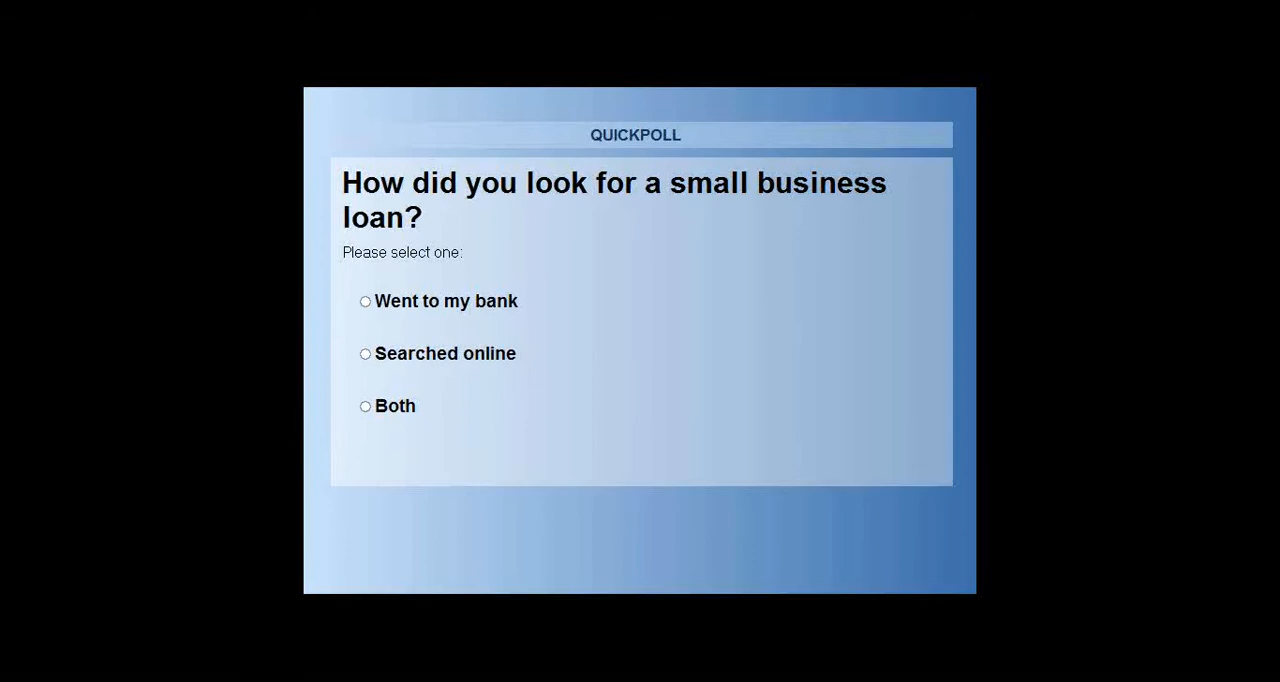 QUICKPOLL
How did you look for a small business
loan?
Please select one:
Went to my bank
Searched online
Both